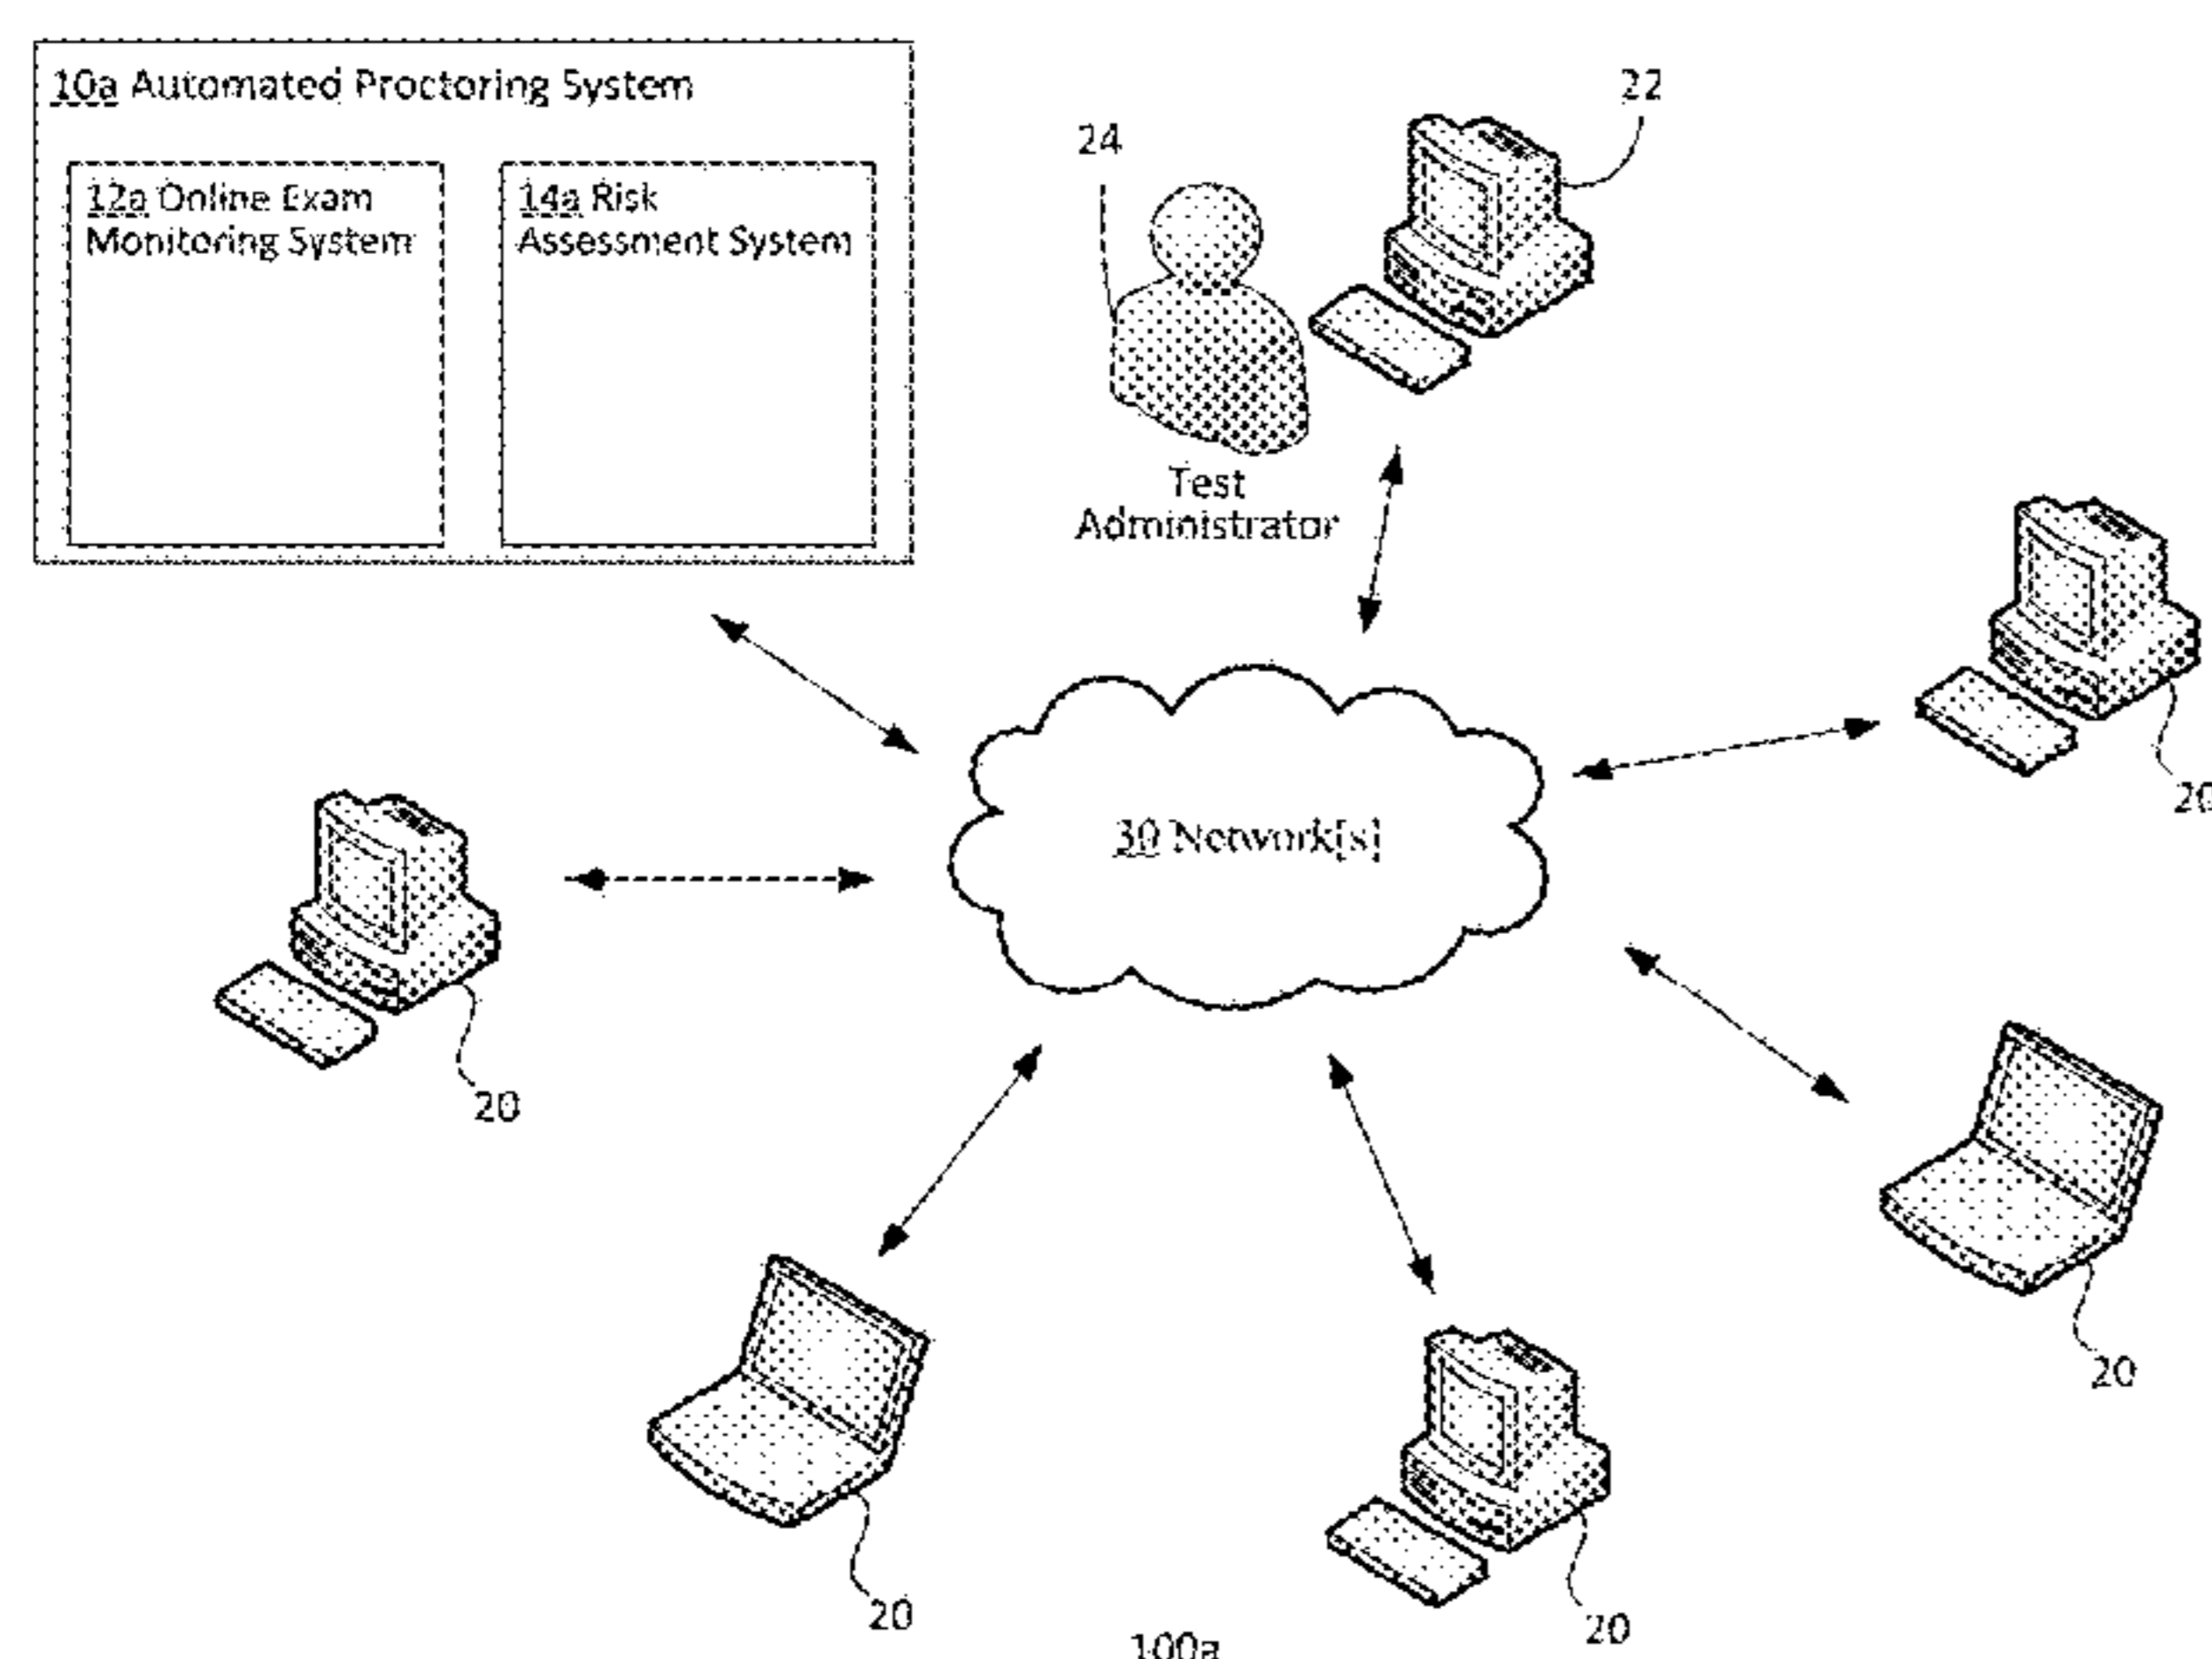 10a Automated Proctoring System
12a Online Exam
Monitoring System
14a Risk
Assessment System
22
24
Test
Administrator
20
30 Network[s]
20
20
20
20
100a